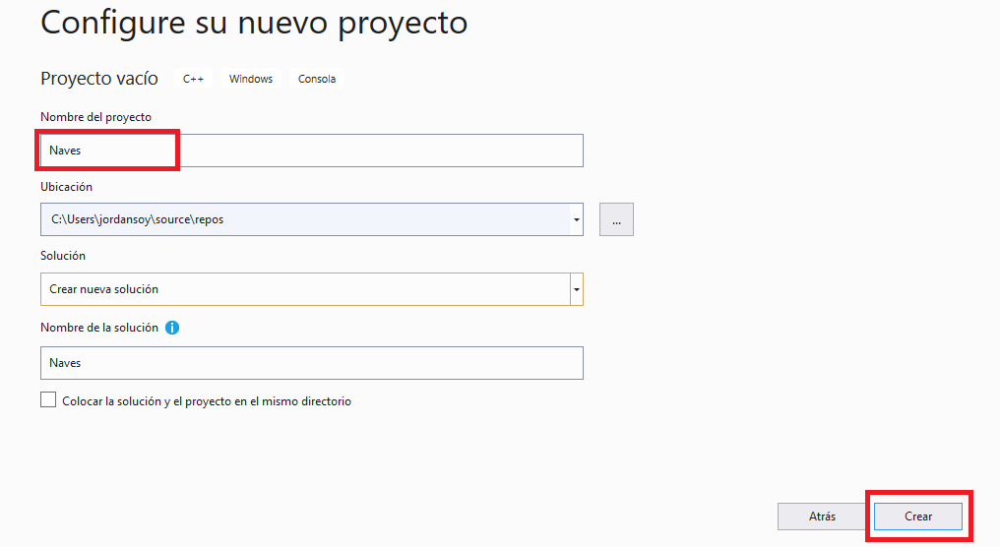 Configure su nuevo proyecto
Proyecto vacío C++ Windows Consola
Nombre del proyecto
Naves
Ubicación
C:\Users\jordansoy\source\repos
...
Solución
Crear nueva solución
Nombre de la solución
Naves
Colocar la solución y el proyecto en el mismo directorio
Atrás Crear